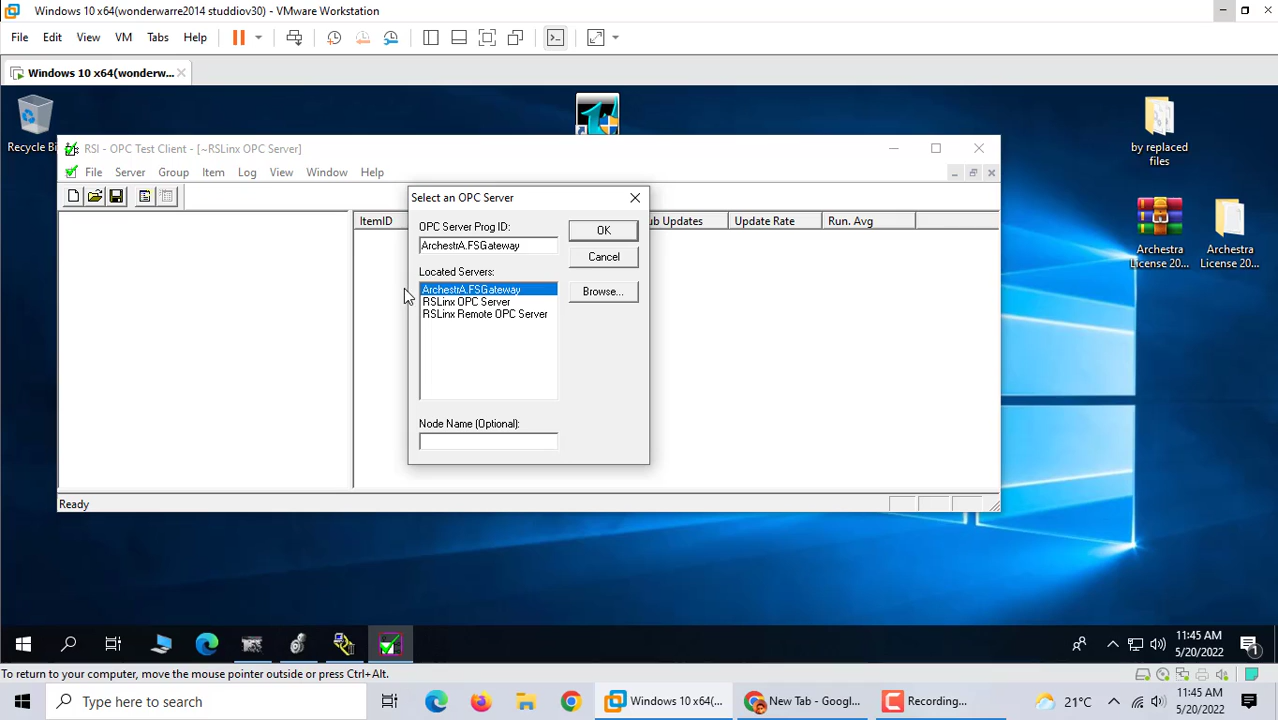 Windows 10 x64(wonderwarre2014 studdiov30) - VMware Workstation
File Edit View VM Tabs Help
Windows 10 x64(wonderw...
Recycle Bi
by replaced files
Archestra License 20...
Archestra License 20...
RSI - OPC Test Client - [~RSLinx OPC Server]
File Server Group Item Log View Window Help
ItemID
ub Updates
Update Rate
Run. Avg
Select an OPC Server
OPC Server Prog ID:
ArchestrA.FSGateway
OK
Cancel
Located Servers:
ArchestrA.FSGateway
RSLinx OPC Server
RSLinx Remote OPC Server
Browse...
Node Name (Optional):
Ready
11:45 AM
5/20/2022
1
To return to your computer, move the mouse pointer outside or press Ctrl+Alt.
Type here to search
Windows 10 x64(...
New Tab - Googl...
Recording...
21°C
11:45 AM
5/20/2022